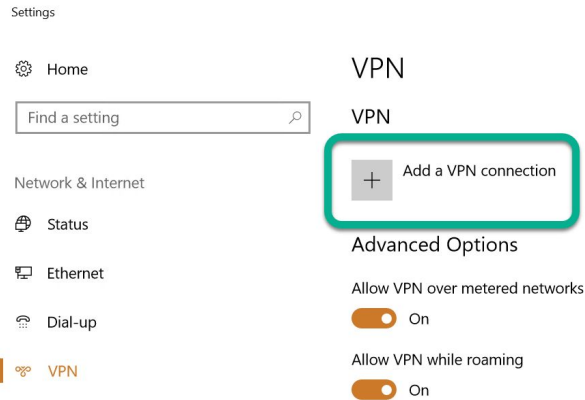 Settings
Home
Find a setting
Network & Internet
Status
Ethernet
Dial-up
VPN
VPN
VPN
Add a VPN connection
Advanced Options
Allow VPN over metered networks
On
Allow VPN while roaming
On